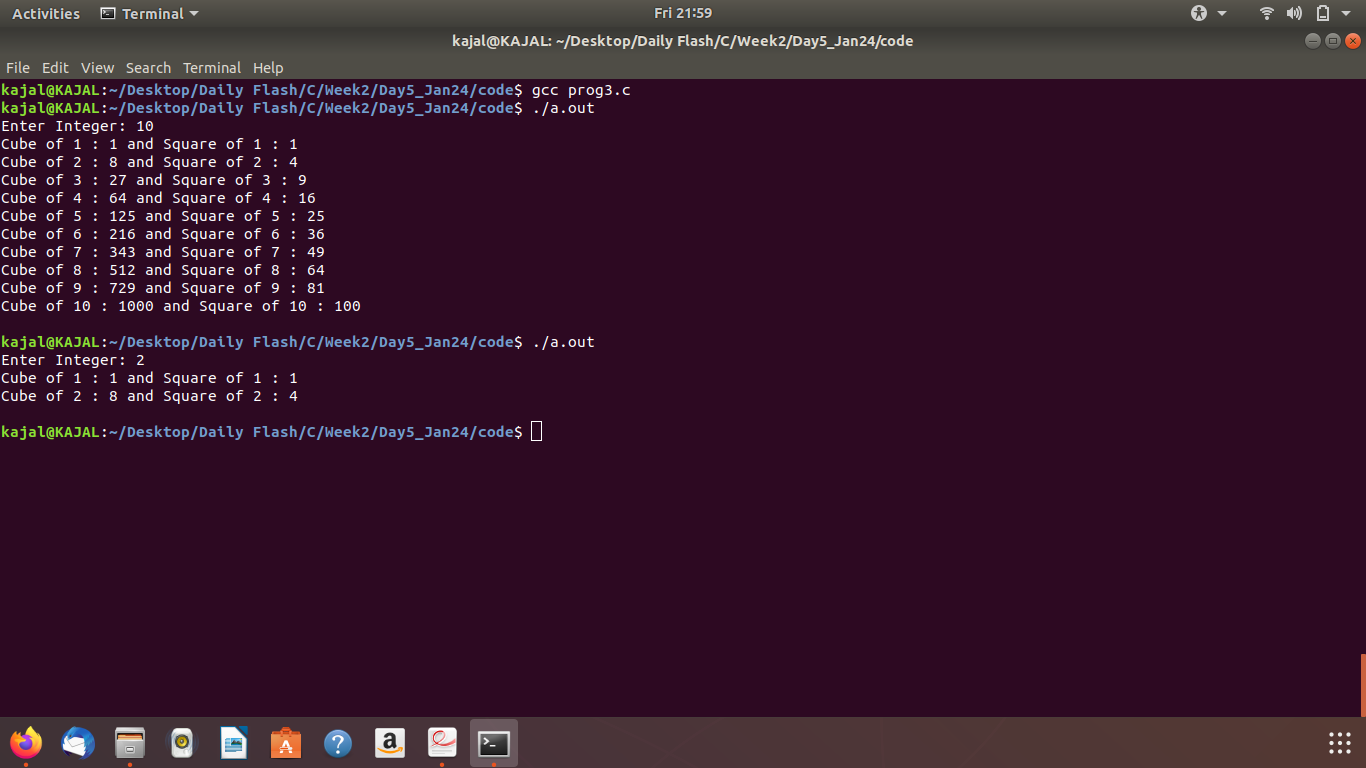 Activities Terminal Fri 21:59
kajal@KAJAL: ~/Desktop/Daily Flash/C/Week2/Day5_Jan24/code
File Edit View Search Terminal Help
kajal@KAJAL:~/Desktop/Daily Flash/C/Week2/Day5_Jan24/code$ gcc prog3.c
kajal@KAJAL:~/Desktop/Daily Flash/C/Week2/Day5_Jan24/code$ ./a.out
Enter Integer: 10
Cube of 1 : 1 and Square of 1 : 1
Cube of 2 : 8 and Square of 2 : 4
Cube of 3 : 27 and Square of 3 : 9
Cube of 4 : 64 and Square of 4 : 16
Cube of 5 : 125 and Square of 5 : 25
Cube of 6 : 216 and Square of 6 : 36
Cube of 7 : 343 and Square of 7 : 49
Cube of 8 : 512 and Square of 8 : 64
Cube of 9 : 729 and Square of 9 : 81
Cube of 10 : 1000 and Square of 10 : 100
kajal@KAJAL:~/Desktop/Daily Flash/C/Week2/Day5_Jan24/code$ ./a.out
Enter Integer: 2
Cube of 1 : 1 and Square of 1 : 1
Cube of 2 : 8 and Square of 2 : 4
kajal@KAJAL:~/Desktop/Daily Flash/C/Week2/Day5_Jan24/code$